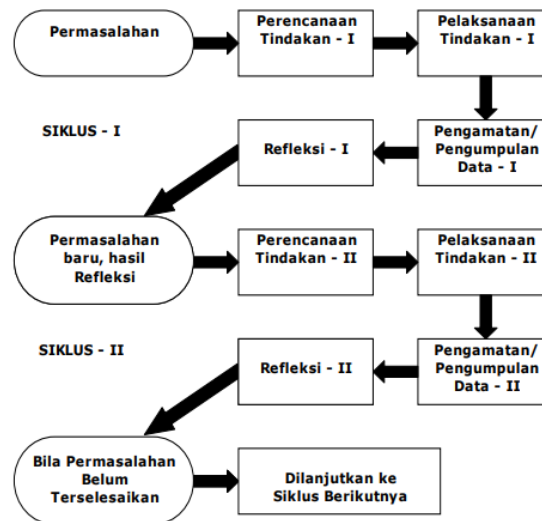 Permasalahan
Perencanaan
Tindakan - I
Pelaksanaan
Tindakan - I
SIKLUS - I
Refleksi - I
Pengamatan/
Pengumpulan
Data - I
Permasalahan
baru, hasil
Refleksi
Perencanaan
Tindakan - II
Pelaksanaan
Tindakan - II
SIKLUS - II
Refleksi - II
Pengamatan/
Pengumpulan
Data - II
Bila Permasalahan
Belum
Terselesaikan
Dilanjutkan ke
Siklus Berikutnya